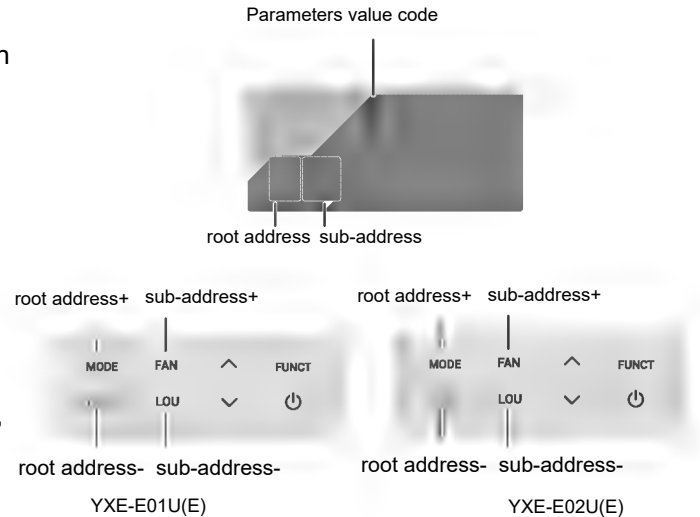 Parameters value code
n
root address sub-address
root address+ sub-address+ root address+ sub-address+
MODE FAN FUNCT MODE FAN FUNCT
LOU LOU
,
root address- sub-address- root address- sub-address-
YXE-E01U(E) YXE-E02U(E)